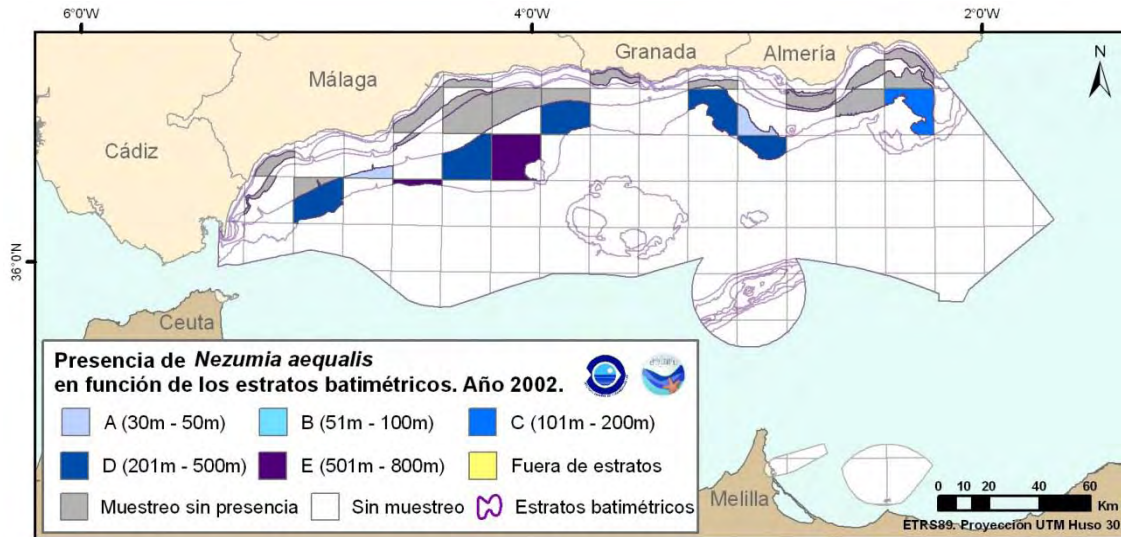 6°0'W 4°0'W 2°0'W
Granada Almería
Málaga
N
Cádiz
36°0'N
Ceuta
Presencia de Nezumia aequalis
en función de los estratos batimétricos. Año 2002.
A (30m - 50m) B (51m - 100m) C (101m - 200m)
D (201m - 500m) E (501m - 800m) Fuera de estratos
Muestreo sin presencia Sin muestreo Estratos batimétricos
Melilla
0 10 20 40 60
Km
ETRS89. Proyección UTM Huso 30